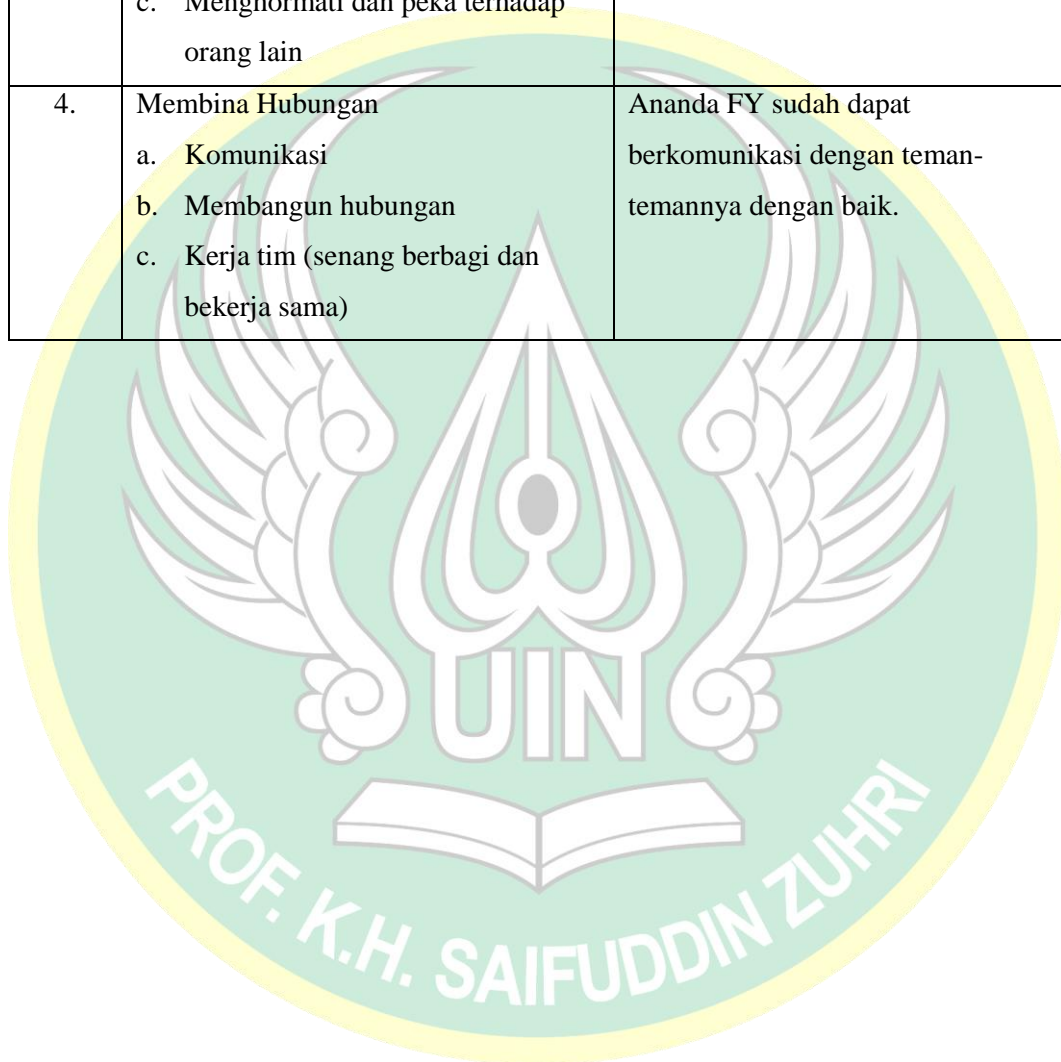 c. Menghormati dan peka terhadap
orang lain
4. Membina Hubungan
a. Komunikasi
b. Membangun hubungan
c. Kerja tim (senang berbagi dan
bekerja sama)
Ananda FY sudah dapat
berkomunikasi dengan teman-
temannya dengan baik.
UIN
PROF. K.H. SAIFUDDIN ZUHRI